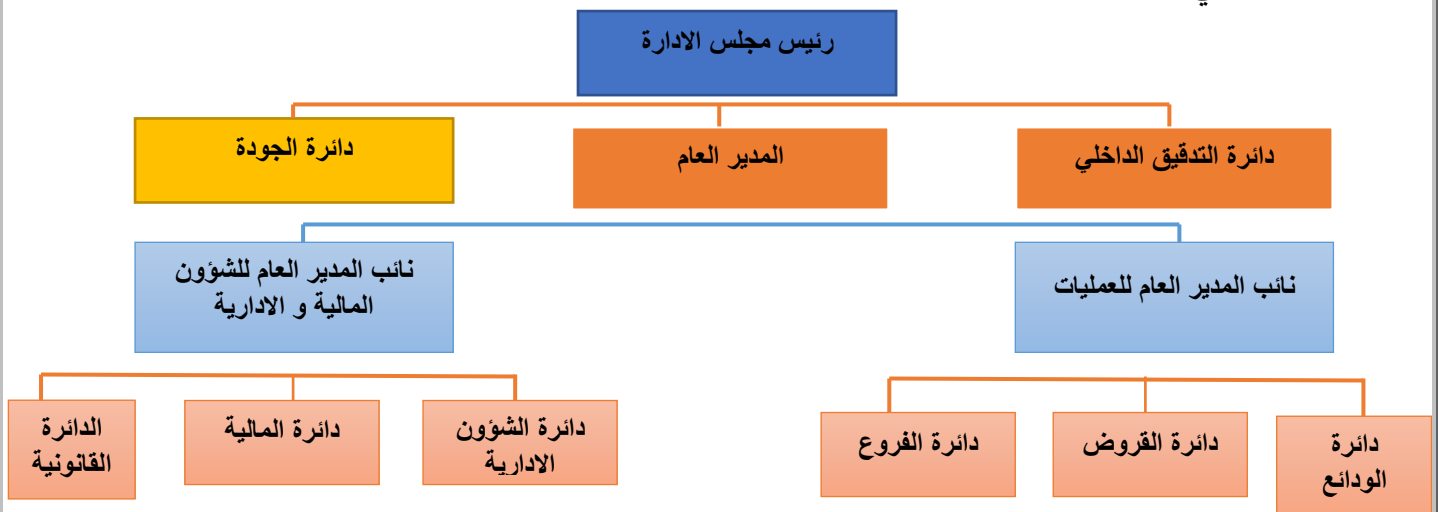 رئيس مجلس الادارة
دائرة التدقيق الداخلي
المدير العام
دائرة الجودة
نائب المدير العام للعمليات
نائب المدير العام للشؤون
المالية و الادارية
دائرة
الودائع
دائرة القروض
دائرة الفروع
دائرة الشؤون
الادارية
دائرة المالية
الدائرة
القانونية